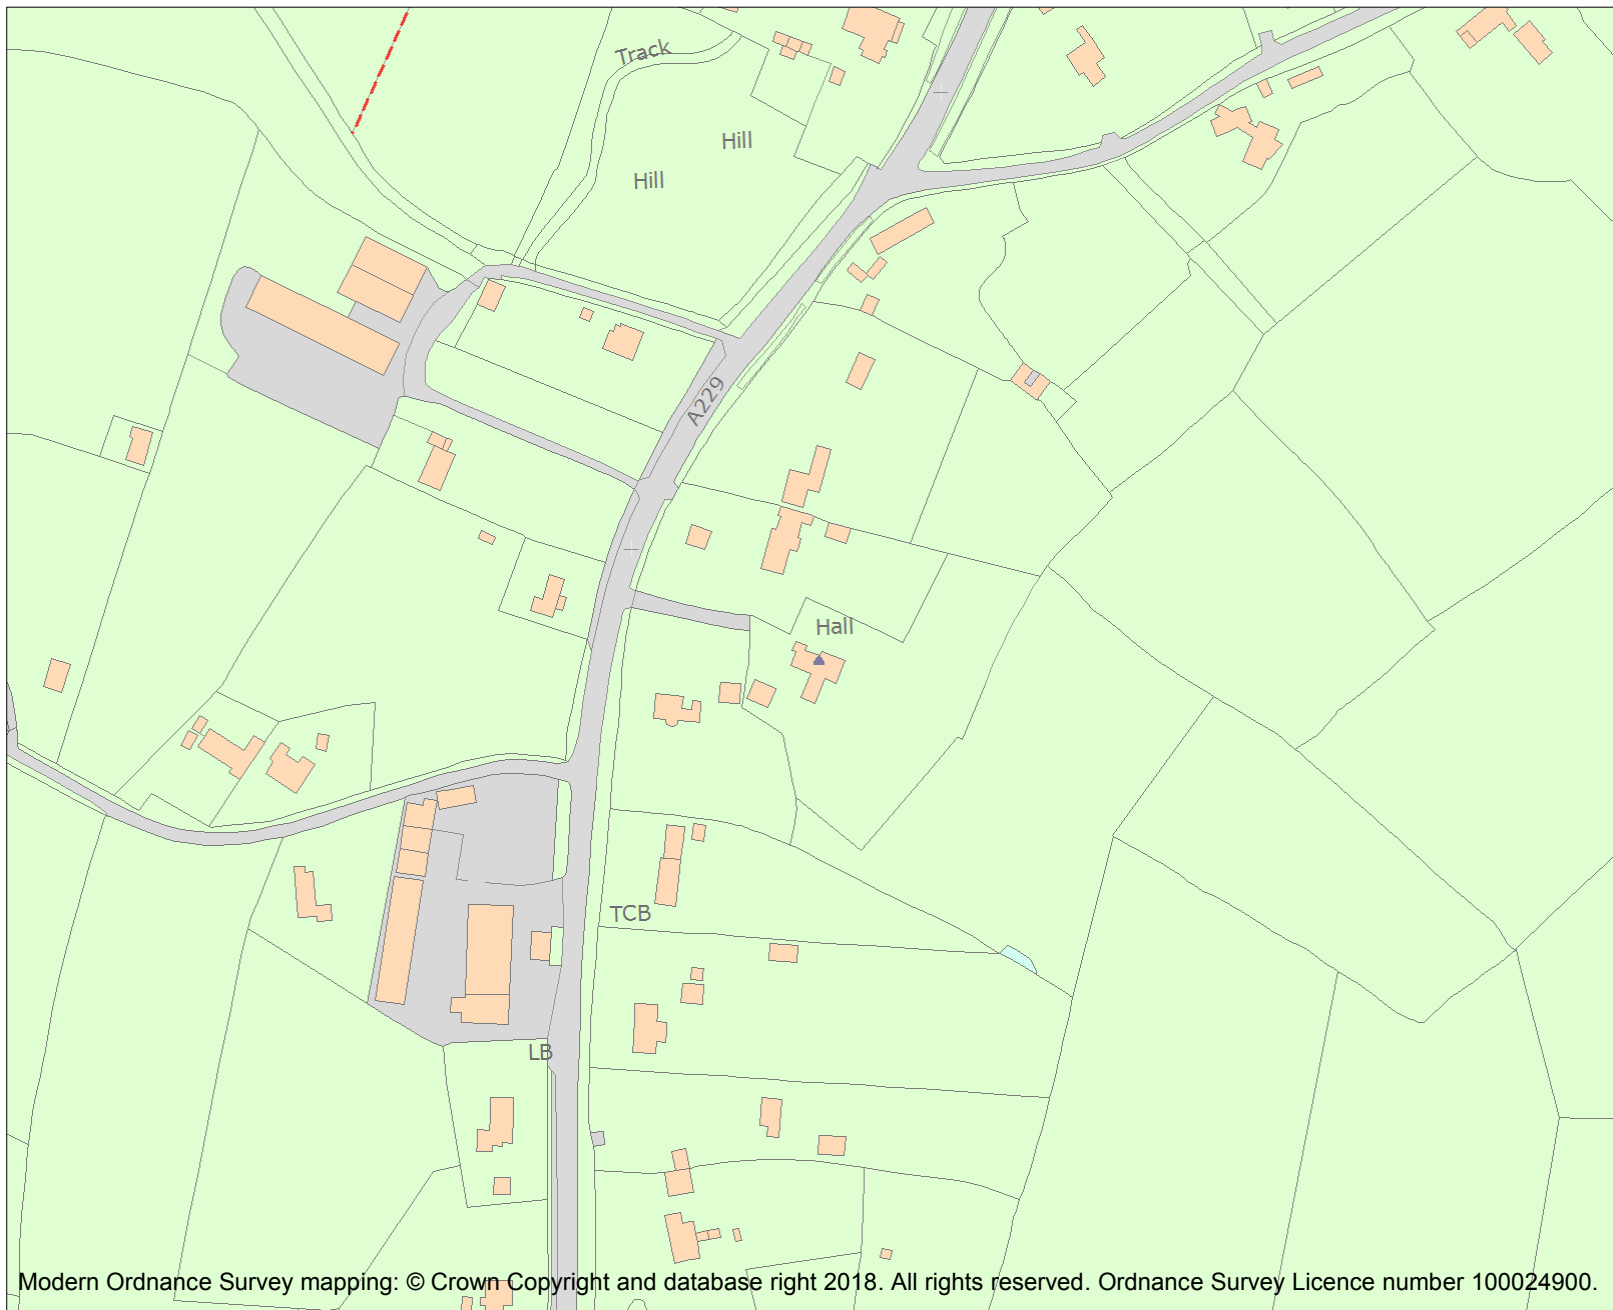 Track
Hill
Hill
A229
Hall
TCB
LB
Modern Ordnance Survey mapping: © Crown Copyright and database right 2018. All rights reserved. Ordnance Survey Licence number 100024900.